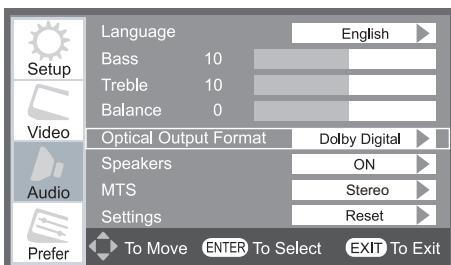 Setup
Video
Audio
Prefer
Language English
Bass 10
Treble 10
Balance 0
Optical Output Format Dolby Digital
Speakers ON
MTS Stereo
Settings Reset
To Move ENTER To Select EXIT To Exit